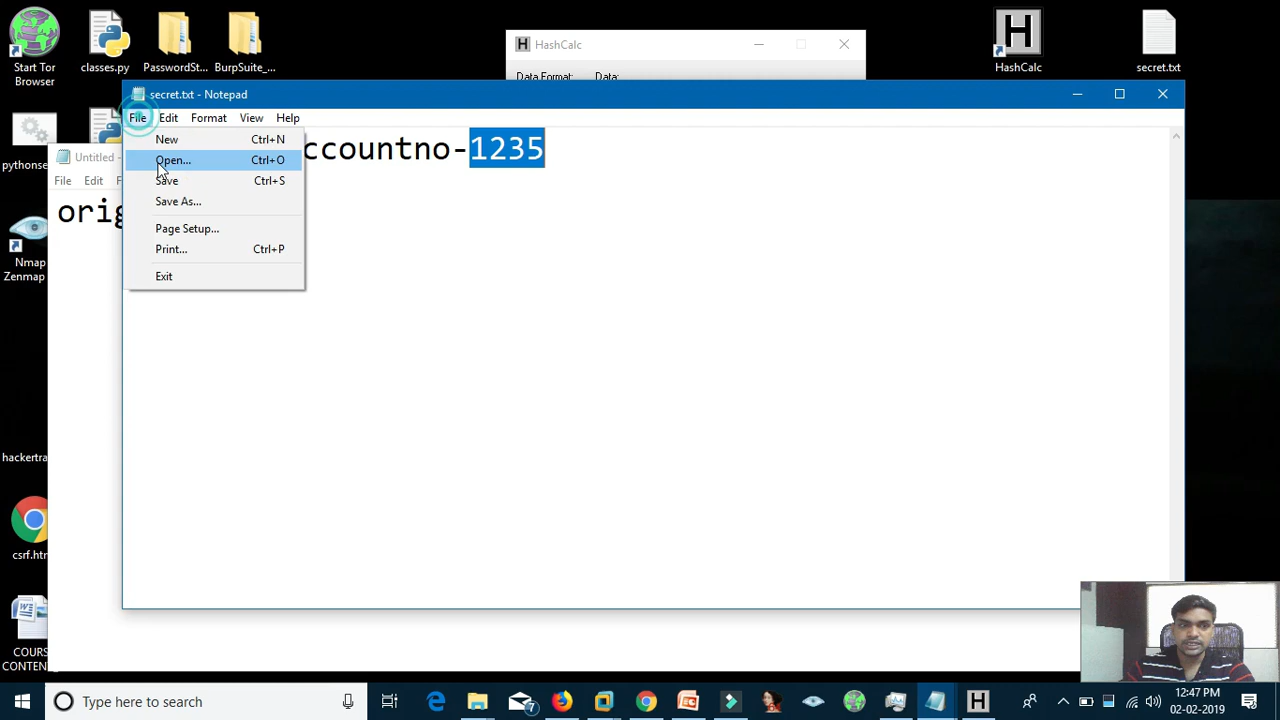 Start Tor
Browser
classes.py
PasswordSt...
BurpSuite_...
HashCalc
Data Format:
Data:
HashCalc
secret.txt
secret.txt - Notepad
File
Edit
Format
View
Help
New
Ctrl+N
Open...
Ctrl+O
Save
Ctrl+S
Save As...
Page Setup...
Print...
Ctrl+P
Exit
ccountno-1235
pythonse
Untitled -
File
Edit
F
orig
Nmap
Zenmap
hackertra
csrf.htm
COURS
CONTEN
Type here to search
12:47 PM
02-02-2019